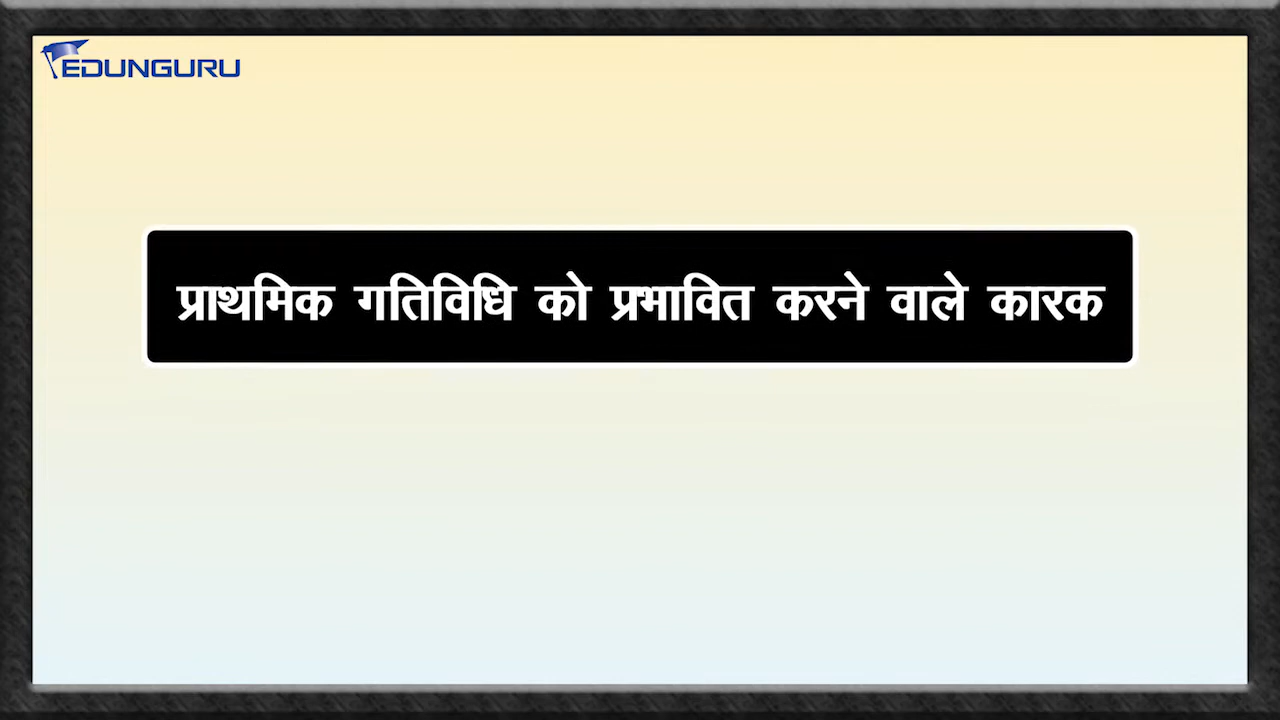 EDUNGURU
प्राथमिक गतिविधि को प्रभावित करने वाले कारक